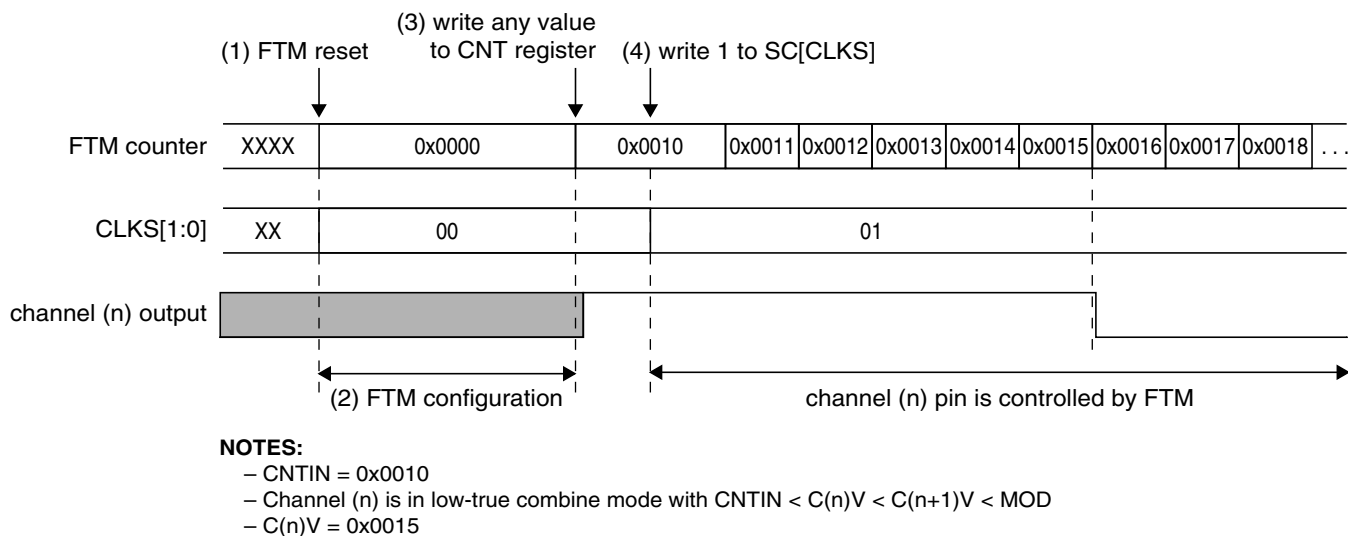 (3) write any value
(1) FTM reset to CNT register (4) write 1 to SC[CLKS]
FTM counter XXXX 0x0000 0x0010 0x0011 0x0012 0x0013 0x0014 0x0015 0x0016 0x0017 0x0018 . . .
CLKS[1:0] XX 00 01
channel (n) output
(2) FTM configuration channel (n) pin is controlled by FTM
NOTES:
– CNTIN = 0x0010
– Channel (n) is in low-true combine mode with CNTIN < C(n)V < C(n+1)V < MOD
– C(n)V = 0x0015